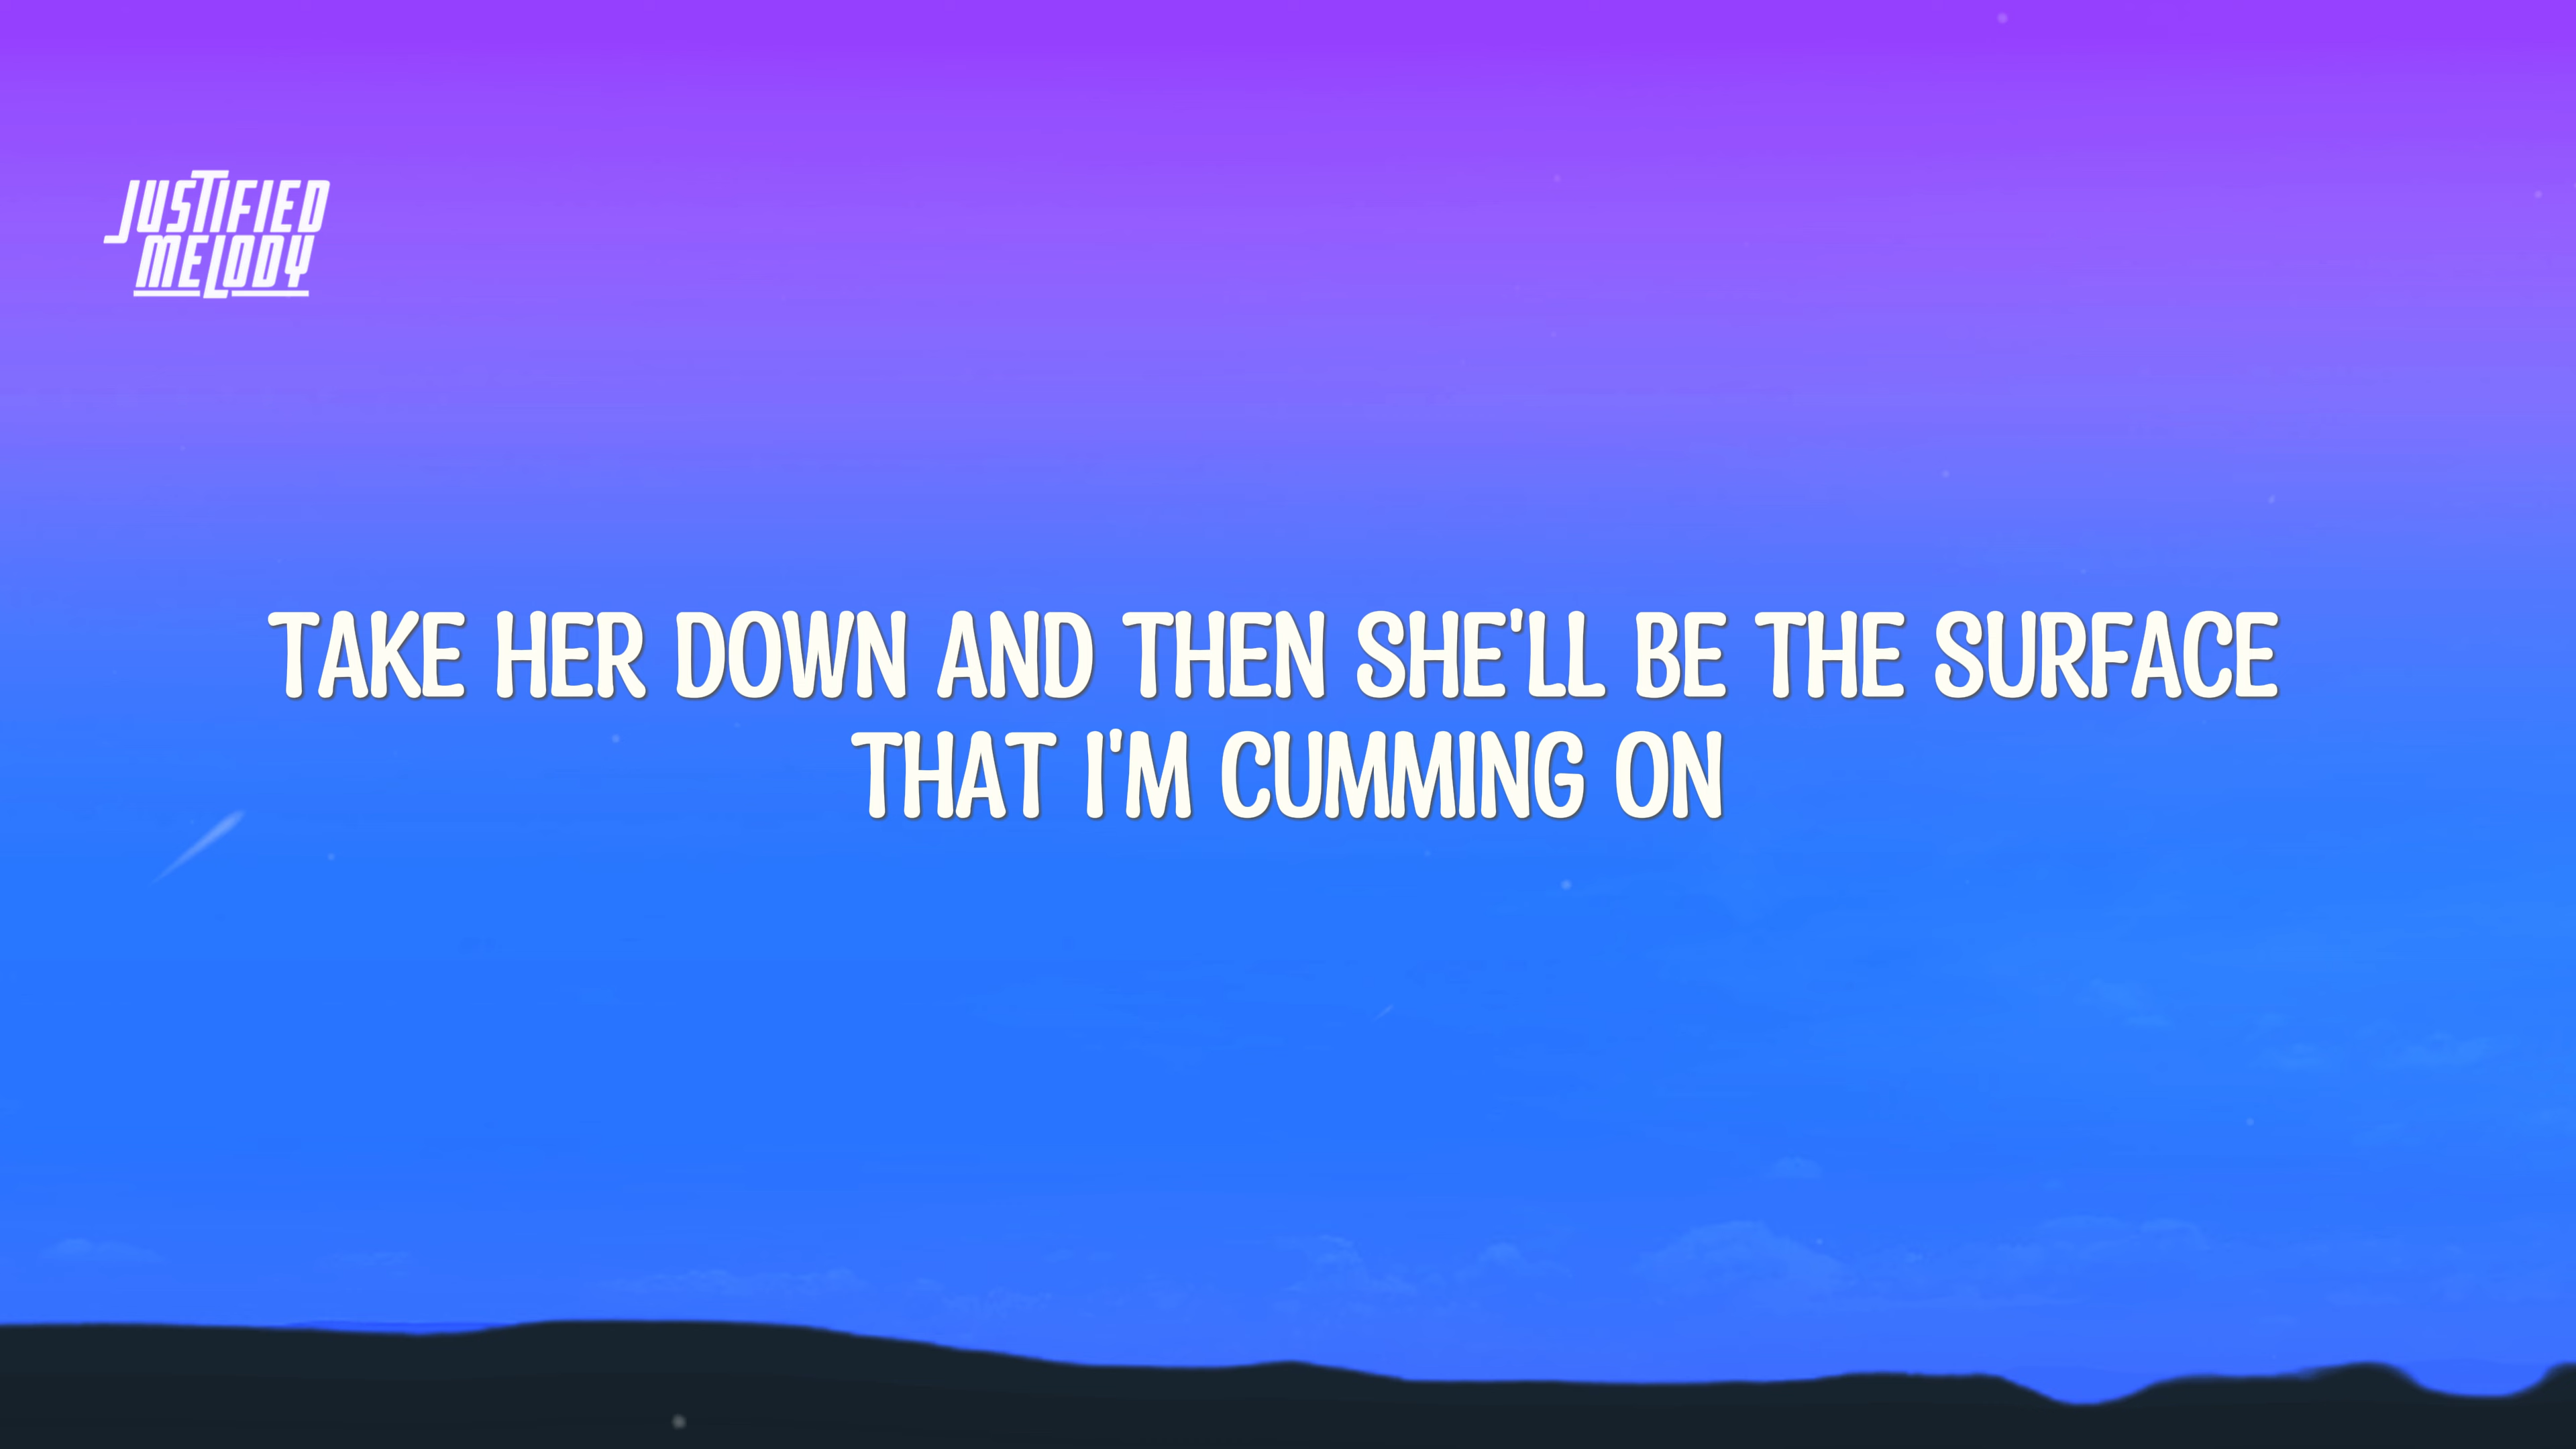 JUSTIFIED
MELODY
TAKE HER DOWN AND THEN SHE'LL BE THE SURFACE
THAT I'M CUMMING ON